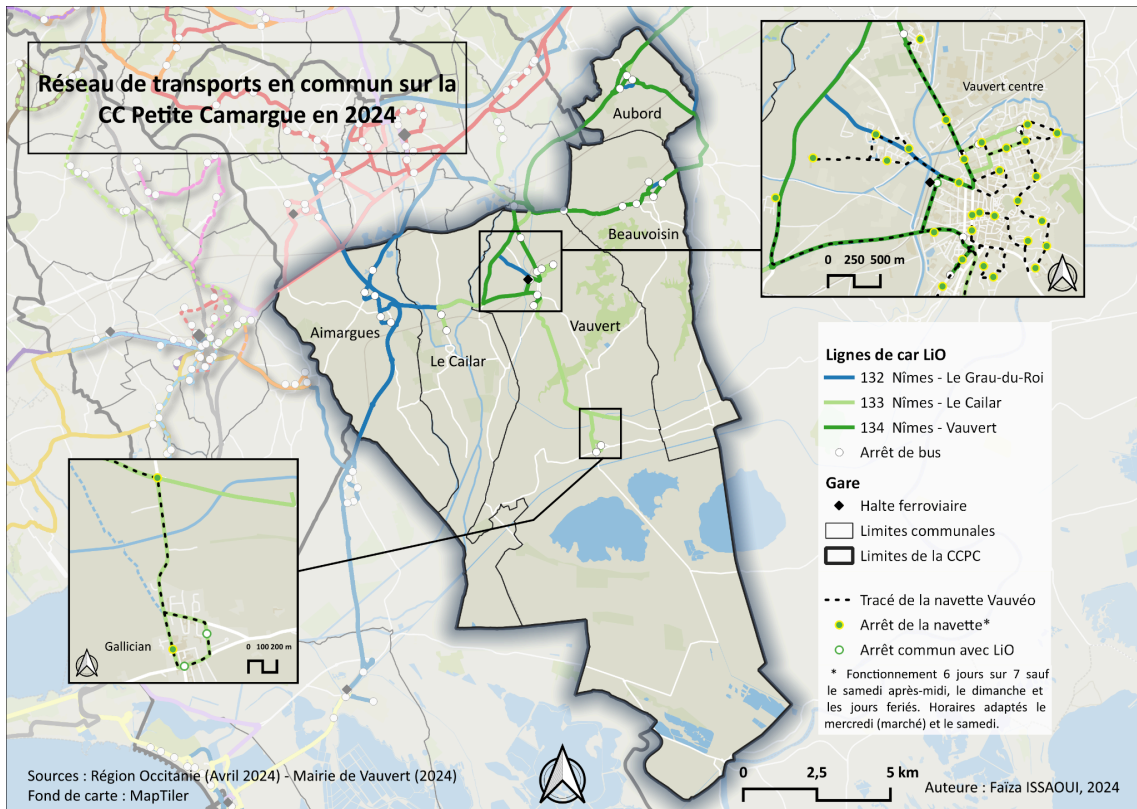 Réseau de transports en commun sur la
CC Petite Camargue en 2024
Aubord
Beauvoisin
Vauvert
Aimargues
Le Cailar
Vauvert centre
0 250 500 m
Lignes de car LiO
132 Nîmes - Le Grau-du-Roi
133 Nîmes - Le Cailar
134 Nîmes - Vauvert
Arrêt de bus
Gare
Halte ferroviaire
Limites communales
Limites de la CCPC
Tracé de la navette Vauvéo
Arrêt de la navette*
Arrêt commun avec LiO
* Fonctionnement 6 jours sur 7 sauf
le samedi après-midi, le dimanche et
les jours feriés. Horaires adaptés le
mercredi (marché) et le samedi.
Gallician
0 100 200 m
Sources : Région Occitanie (Avril 2024) - Mairie de Vauvert (2024)
Fond de carte : MapTiler
0 2,5 5 km
Auteure : Faïza ISSAOUI, 2024